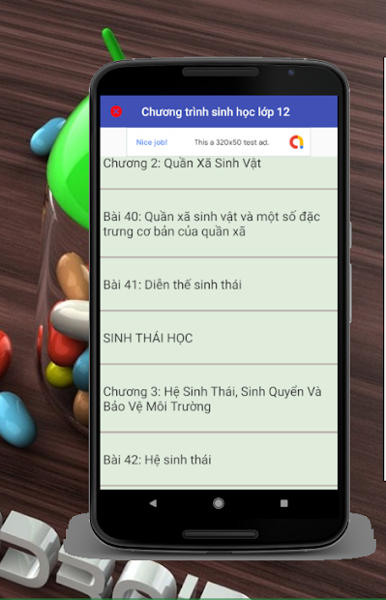 Chương trình sinh học lớp 12
Nice job! This a 320x50 test ad.
Chương 2: Quần Xã Sinh Vật
Bài 40: Quần xã sinh vật và một số đặc
trưng cơ bản của quần xã
Bài 41: Diễn thế sinh thái
SINH THÁI HỌC
Chương 3: Hệ Sinh Thái, Sinh Quyển Và
Bảo Vệ Môi Trường
Bài 42: Hệ sinh thái